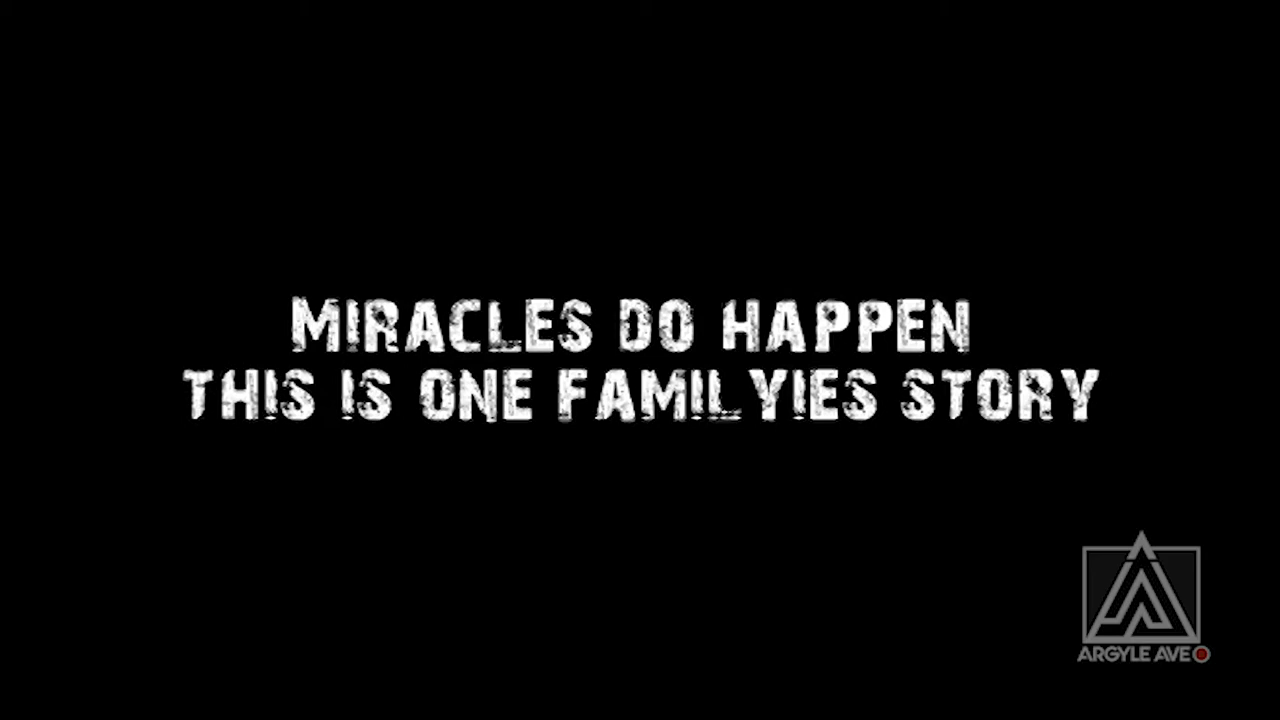 MIRACLES DO HAPPEN
THIS IS ONE FAMILYIES STORY
ARGYLE AVE